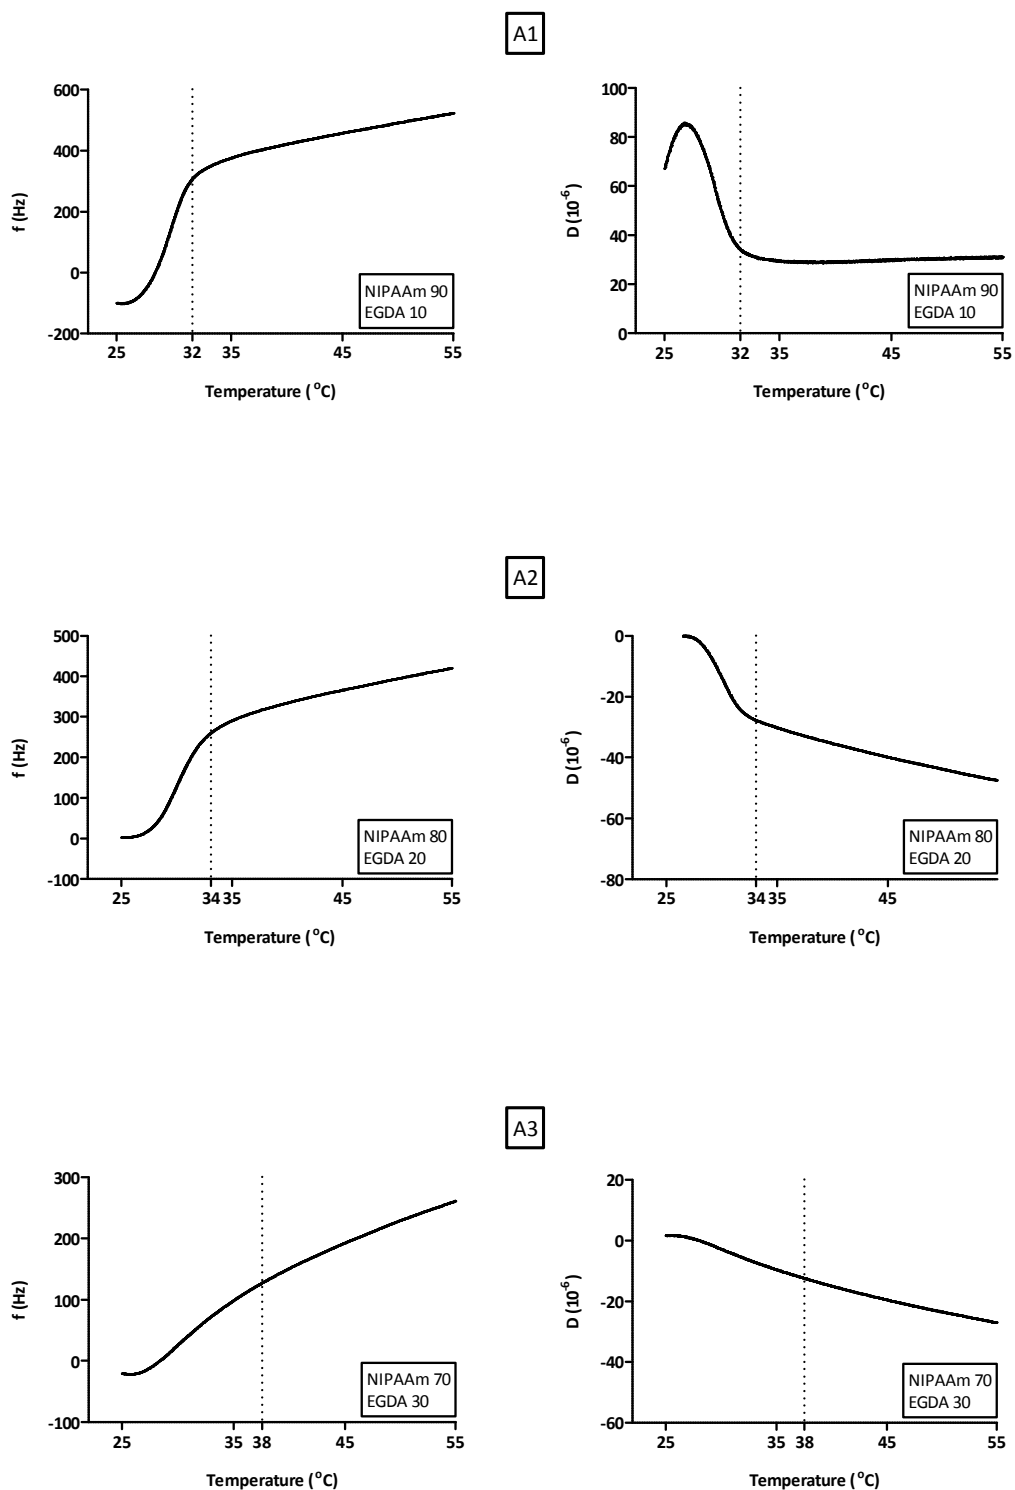 A1
600
400
200
0
-200
f (Hz)
25 32 35 45 55
Temperature (°C)
NIPAAm 90
EGDA 10
100
80
60
40
20
0
D (10⁻⁶)
25 32 35 45 55
Temperature (°C)
NIPAAm 90
EGDA 10
A2
500
400
300
200
100
0
-100
f (Hz)
25 34 35 45 55
Temperature (°C)
NIPAAm 80
EGDA 20
0
-20
-40
-60
-80
D (10⁻⁶)
25 34 35 45
Temperature (°C)
NIPAAm 80
EGDA 20
A3
300
200
100
0
-100
f (Hz)
25 35 38 45 55
Temperature (°C)
NIPAAm 70
EGDA 30
20
0
-20
-40
-60
D (10⁻⁶)
25 35 38 45 55
Temperature (°C)
NIPAAm 70
EGDA 30